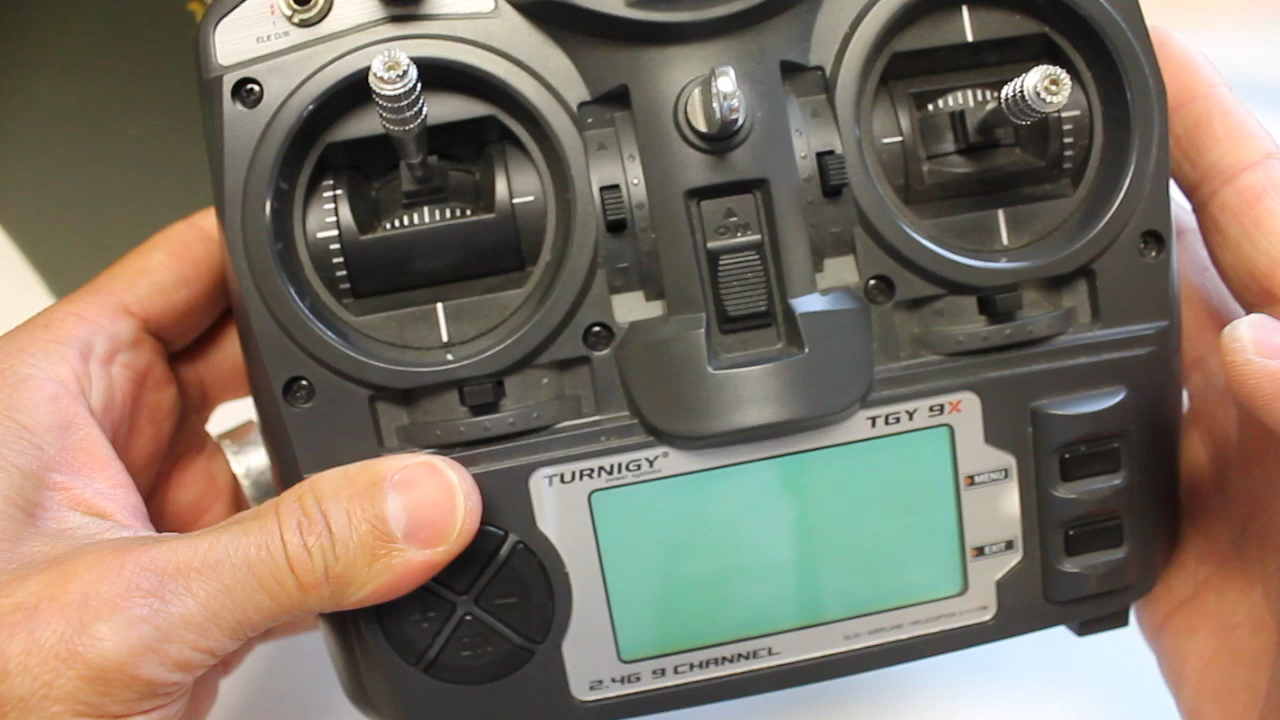 ELE D/R
ON
TGY 9X
TURNIGY®
power systems
MENU
EXIT
2.4G 9 CHANNEL